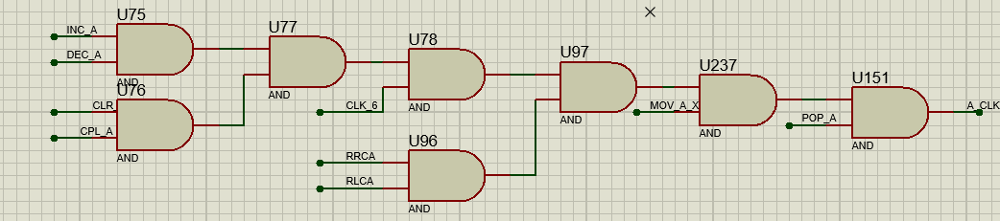 U75
INC_A
DEC_A
AND
U76
CLR
CPL_A
AND
U77
AND
U78
CLK_6
AND
U96
RRCA
RLCA
AND
U97
AND
U237
MOV_A_X
AND
U151
POP_A
AND
A_CLK